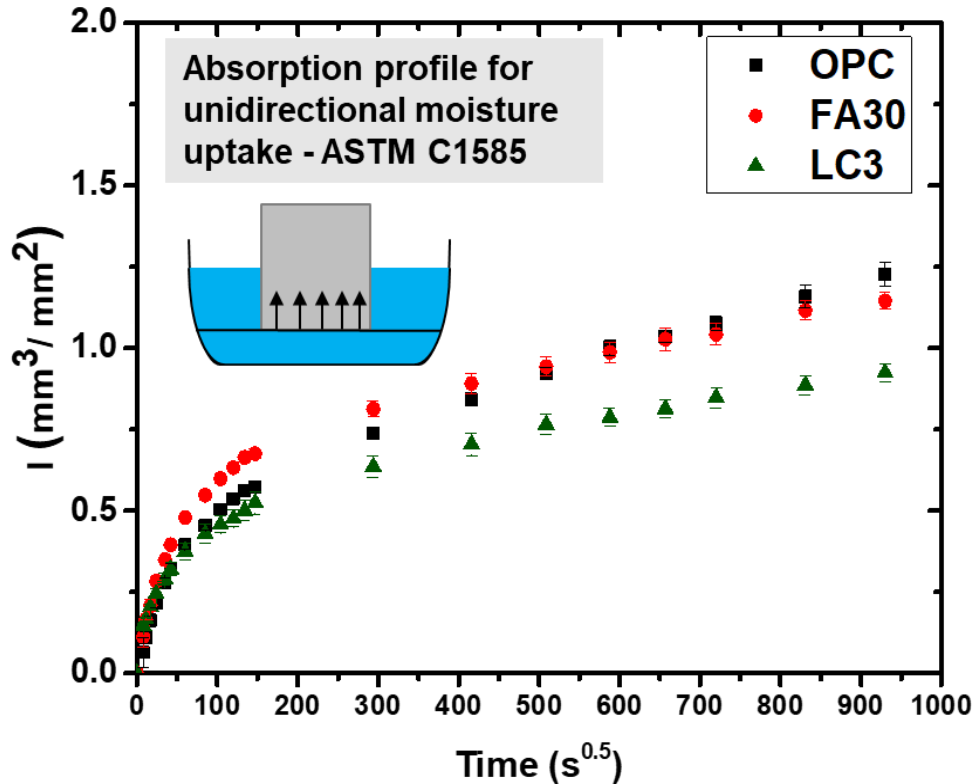 Absorption profile for
unidirectional moisture
uptake - ASTM C1585
OPC
FA30
LC3
2.0
1.5
1.0
0.5
0.0
I (mm³/ mm²)
0 100 200 300 400 500 600 700 800 900 1000
Time (s⁰·⁵)